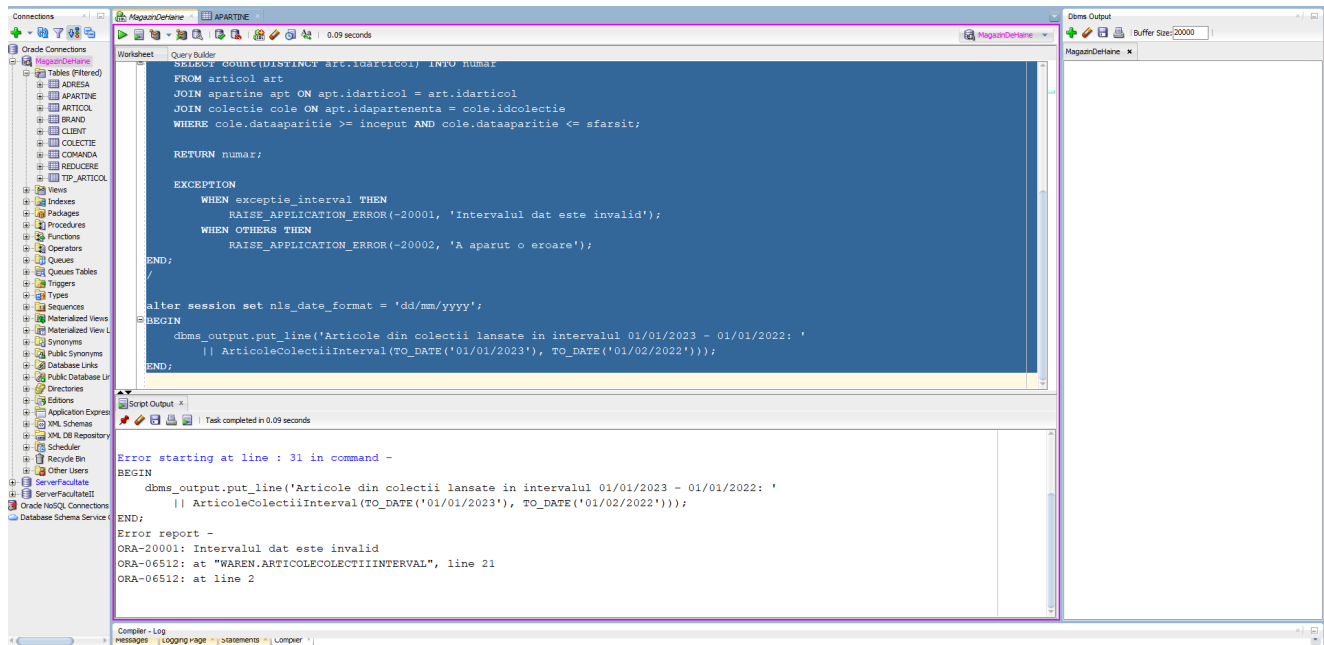 Connections
Oracle Connections
MagazinDeHaine
Tables (Filtered)
ADRESA
APARTINE
ARTICOL
BRAND
CLIENT
COLECTIE
COMANDA
REDUCERE
TIP_ARTICOL
Views
Indexes
Packages
Procedures
Functions
Operators
Queues
Queues Tables
Triggers
Types
Sequences
Materialized Views
Materialized View L
Synonyms
Public Synonyms
Database Links
Public Database Lin
Directories
Editions
Application Express
XML Schemas
XML DB Repository
Scheduler
Recycle Bin
Other Users
ServerFacultate
ServerFacultateII
Oracle NoSQL Connections
Database Schema Service
MagazinDeHaine
APARTINE
0.09 seconds
MagazinDeHaine
Worksheet Query Builder
SELECT count(DISTINCT art.idarticol) INTO numar
FROM articol art
JOIN apartine apt ON apt.idarticol = art.idarticol
JOIN colectie cole ON apt.idapartenenta = cole.idcolectie
WHERE cole.dataaparitie >= inceput AND cole.dataaparitie <= sfarsit;
RETURN numar;
EXCEPTION
WHEN exceptie_interval THEN
RAISE_APPLICATION_ERROR(-20001, 'Intervalul dat este invalid');
WHEN OTHERS THEN
RAISE_APPLICATION_ERROR(-20002, 'A aparut o eroare');
END;
/
alter session set nls_date_format = 'dd/mm/yyyy';
BEGIN
dbms_output.put_line('Articole din colectii lansate in intervalul 01/01/2023 - 01/01/2022: '
|| ArticoleColectiiInterval(TO_DATE('01/01/2023'), TO_DATE('01/02/2022')));
END;
Script Output
Task completed in 0.09 seconds
Error starting at line : 31 in command -
BEGIN
dbms_output.put_line('Articole din colectii lansate in intervalul 01/01/2023 - 01/01/2022: '
|| ArticoleColectiiInterval(TO_DATE('01/01/2023'), TO_DATE('01/02/2022')));
END;
Error report -
ORA-20001: Intervalul dat este invalid
ORA-06512: at "WAREN.ARTICOLECOLECTIIINTERVAL", line 21
ORA-06512: at line 2
Compiler - Log
Messages Logging Page Statements Compiler
Dbms Output
Buffer Size: 20000
MagazinDeHaine